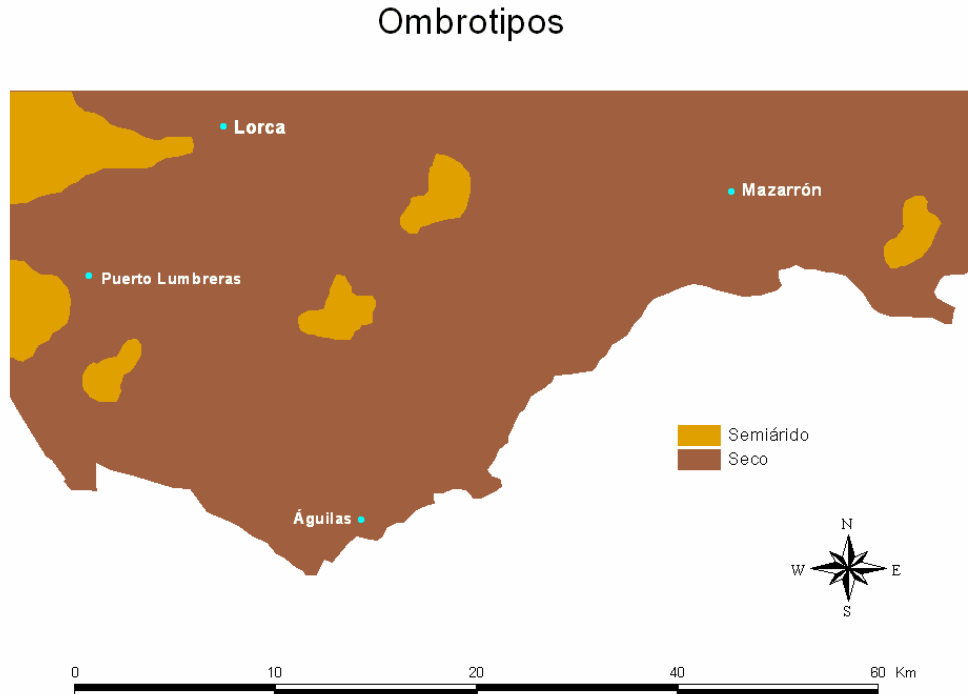 Ombrotipos
Lorca
Mazarrón
Puerto Lumbreras
Semiárido
Seco
Águilas
N
W E
S
0 10 20 40 60 Km